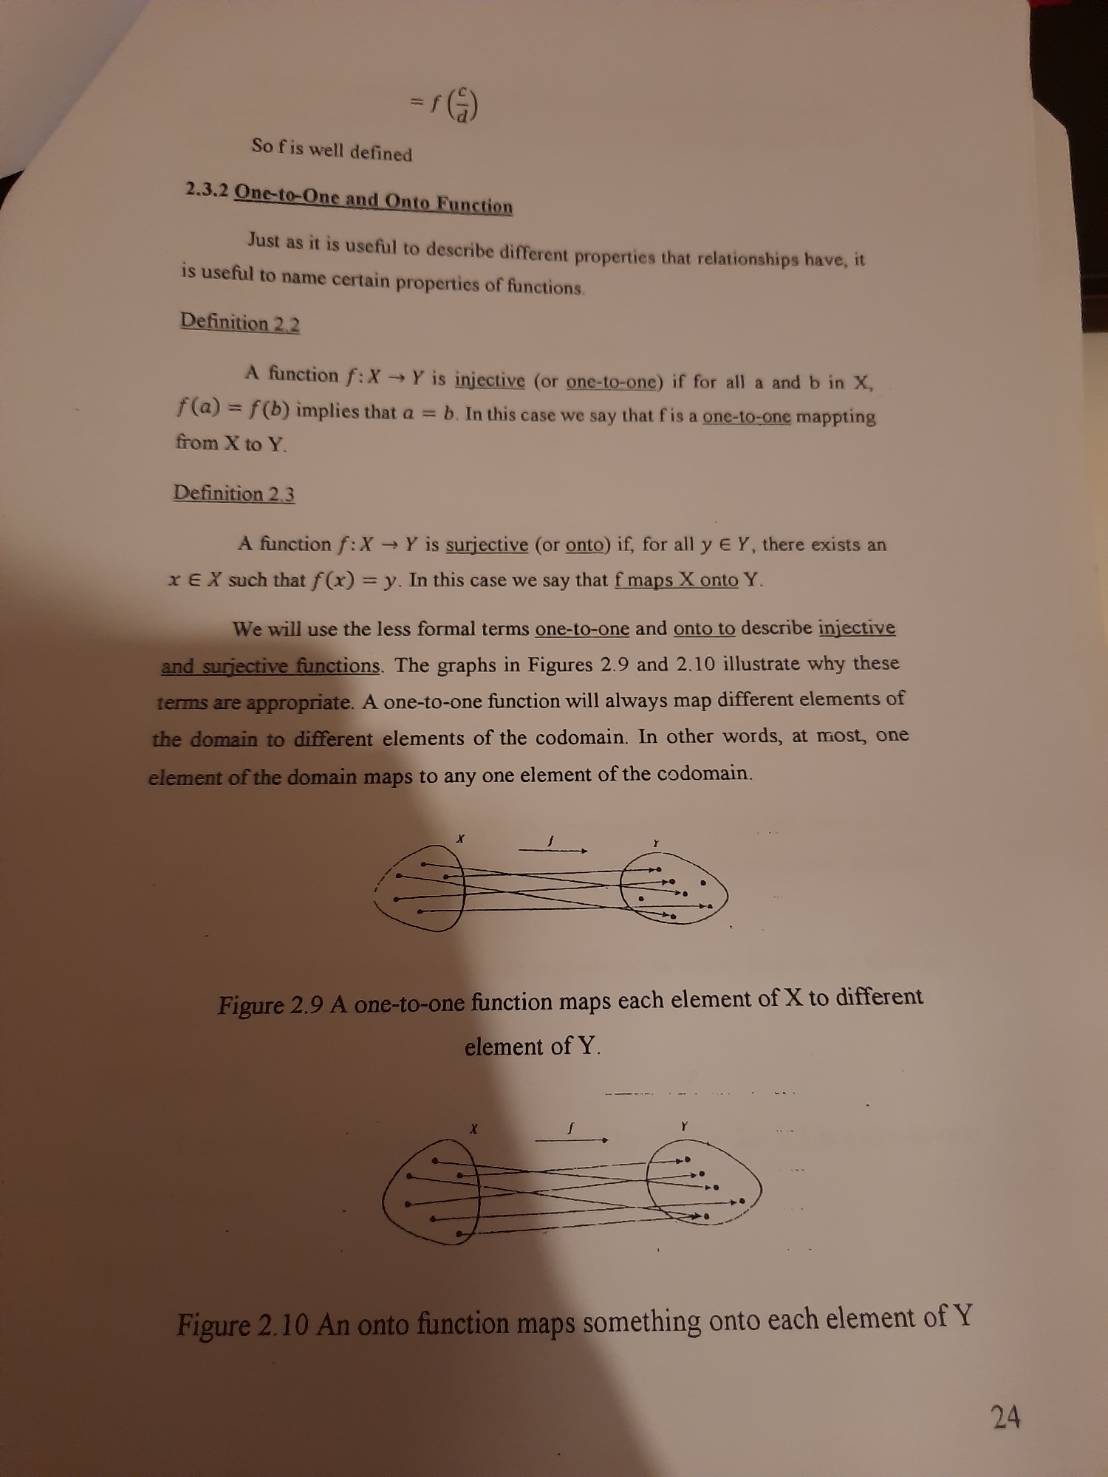 = f(c/d)
So f is well defined
2.3.2 One-to-One and Onto Function
Just as it is useful to describe different properties that relationships have, it
is useful to name certain properties of functions.
Definition 2.2
A function f: X → Y is injective (or one-to-one) if for all a and b in X,
f(a) = f(b) implies that a = b. In this case we say that f is a one-to-one mappting
from X to Y.
Definition 2.3
A function f: X → Y is surjective (or onto) if, for all y ∈ Y, there exists an
x ∈ X such that f(x) = y. In this case we say that f maps X onto Y.
We will use the less formal terms one-to-one and onto to describe injective
and surjective functions. The graphs in Figures 2.9 and 2.10 illustrate why these
terms are appropriate. A one-to-one function will always map different elements of
the domain to different elements of the codomain. In other words, at most, one
element of the domain maps to any one element of the codomain.
X f Y
Figure 2.9 A one-to-one function maps each element of X to different
element of Y.
X f Y
Figure 2.10 An onto function maps something onto each element of Y
24